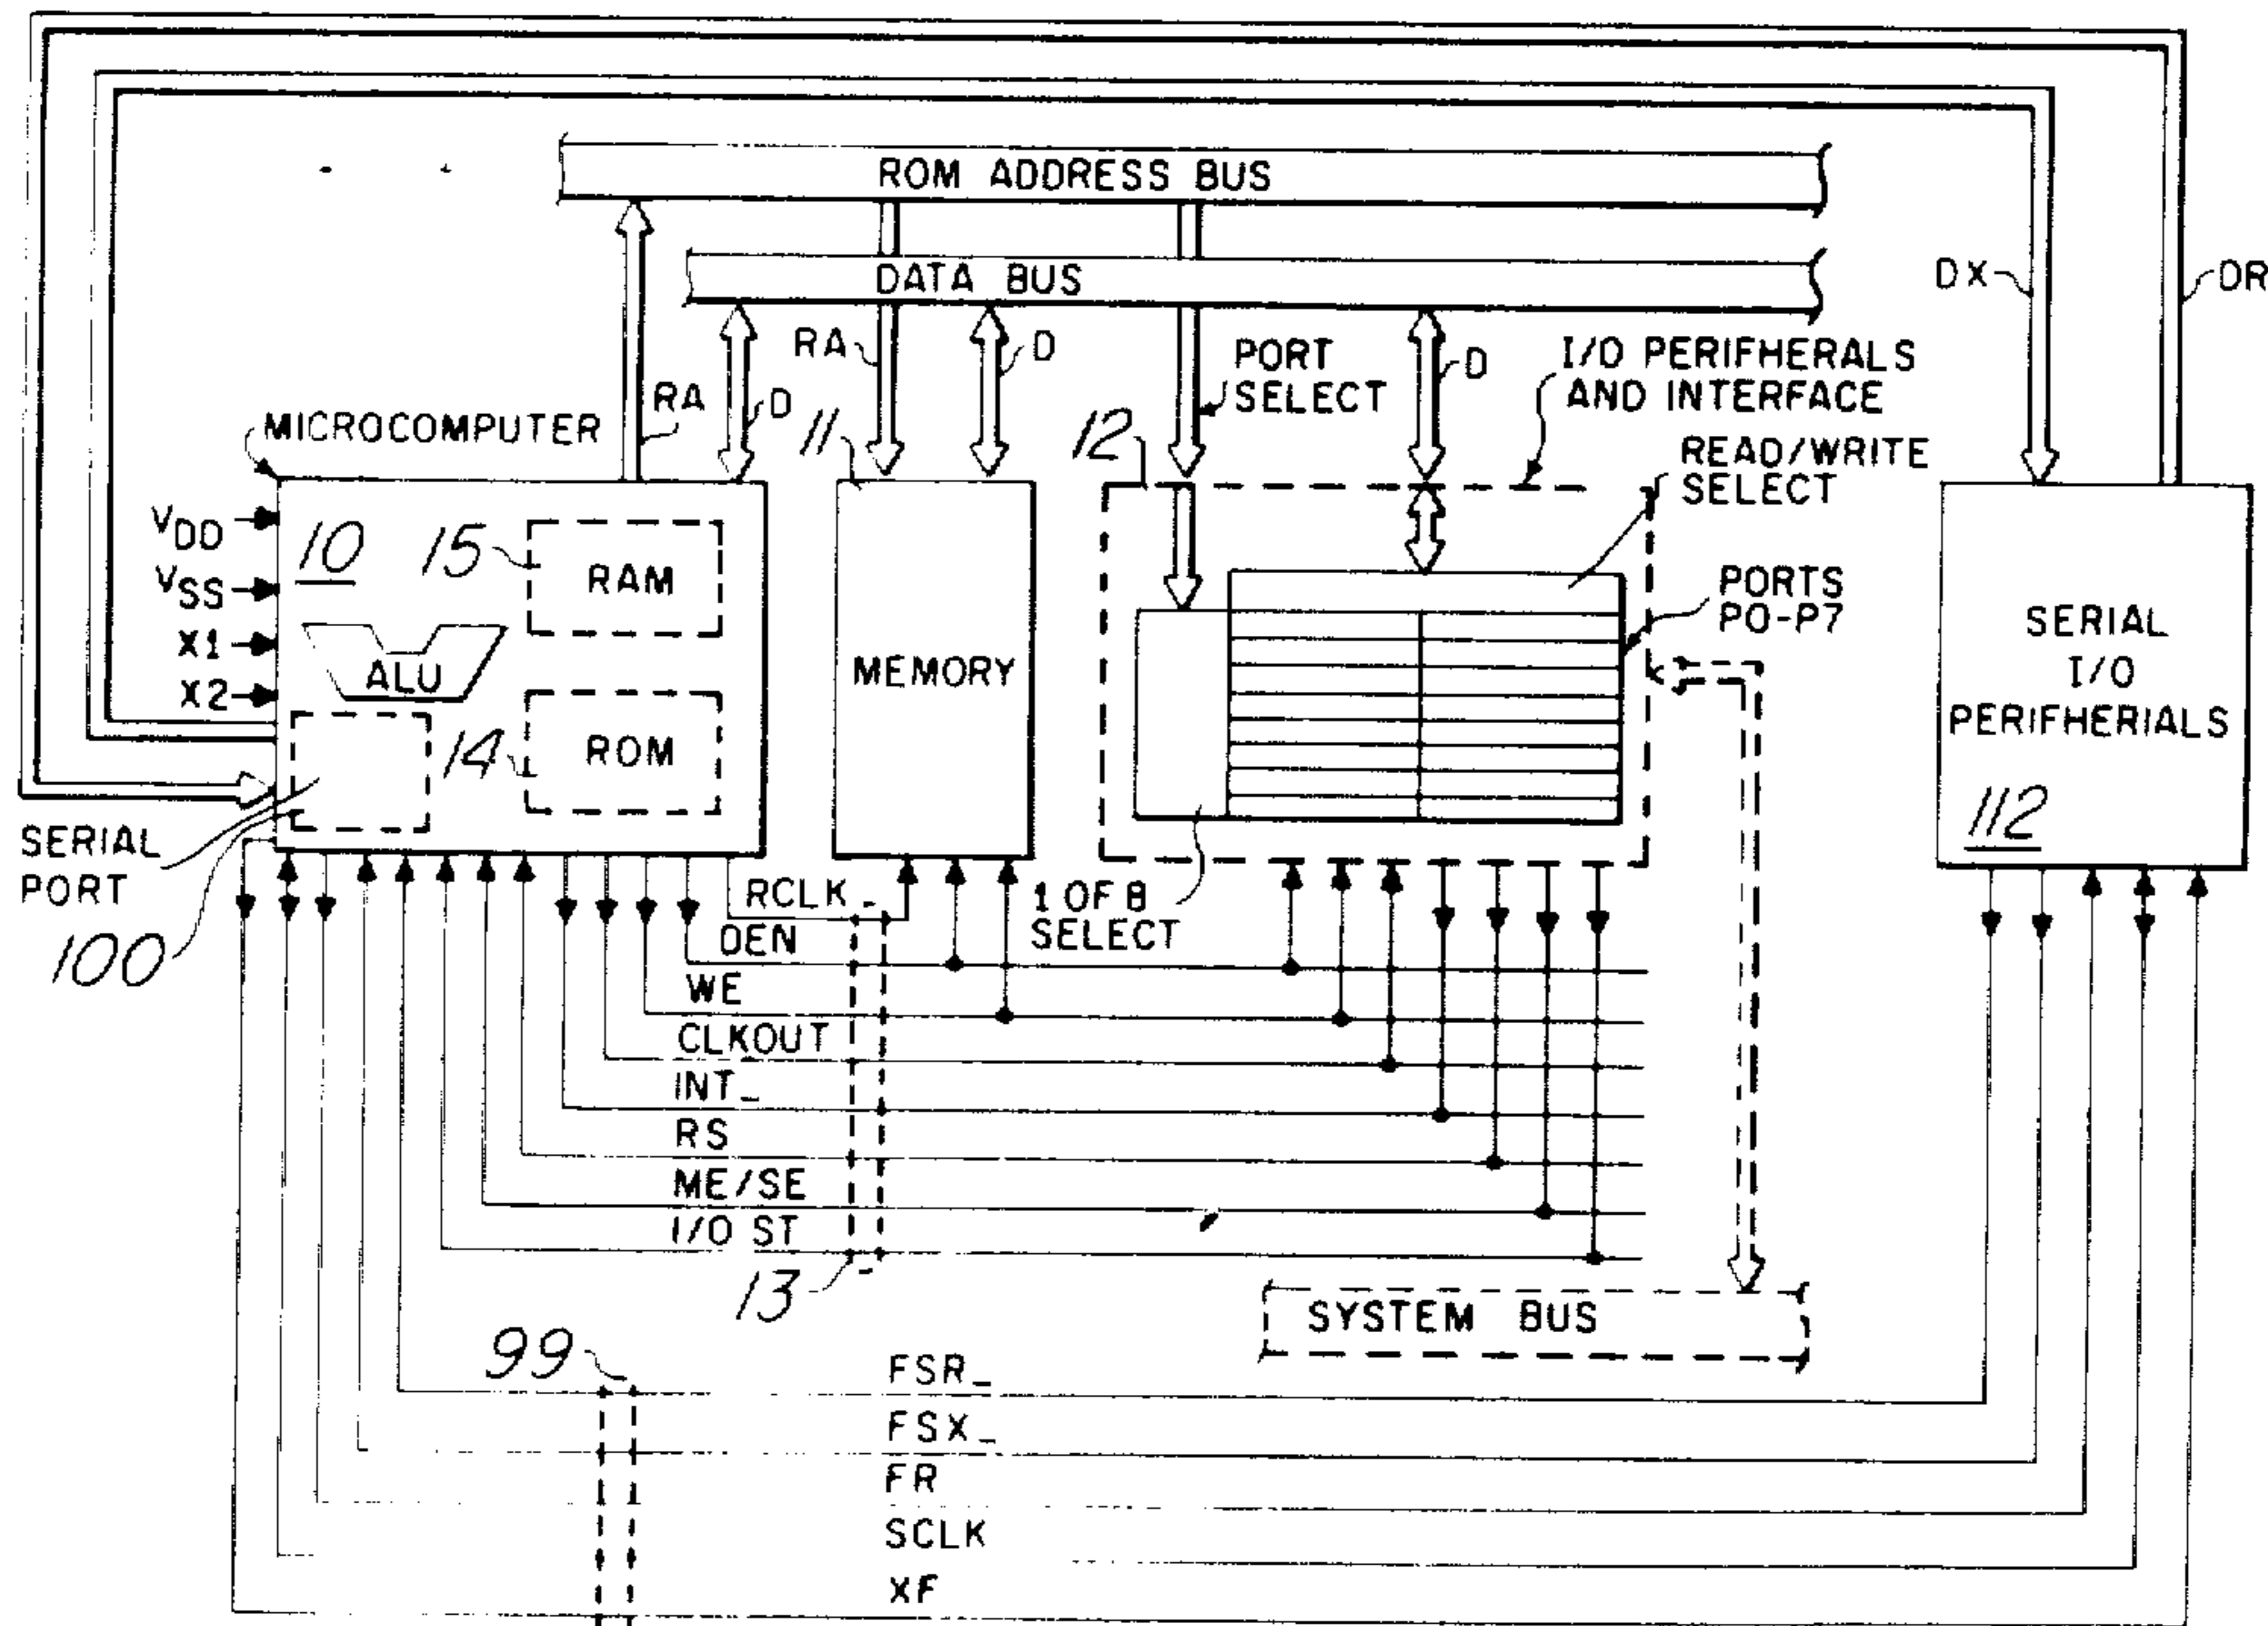 ROM ADDRESS BUS
DATA BUS
DX
DR
RA
D
RA
D
PORT
SELECT
D
I/O PERIFHERALS
AND INTERFACE
MICROCOMPUTER
11
12
READ/WRITE
SELECT
VDD
VSS
X1
X2
10
15
RAM
ALU
14
ROM
MEMORY
PORTS
P0-P7
SERIAL
I/O
PERIFHERIALS
112
SERIAL
PORT
100
1 OF 8
SELECT
RCLK_
DEN
WE
CLKOUT
INT_
RS
ME/SE
I/O ST
13
SYSTEM BUS
99
FSR_
FSX_
FR
SCLK
XF